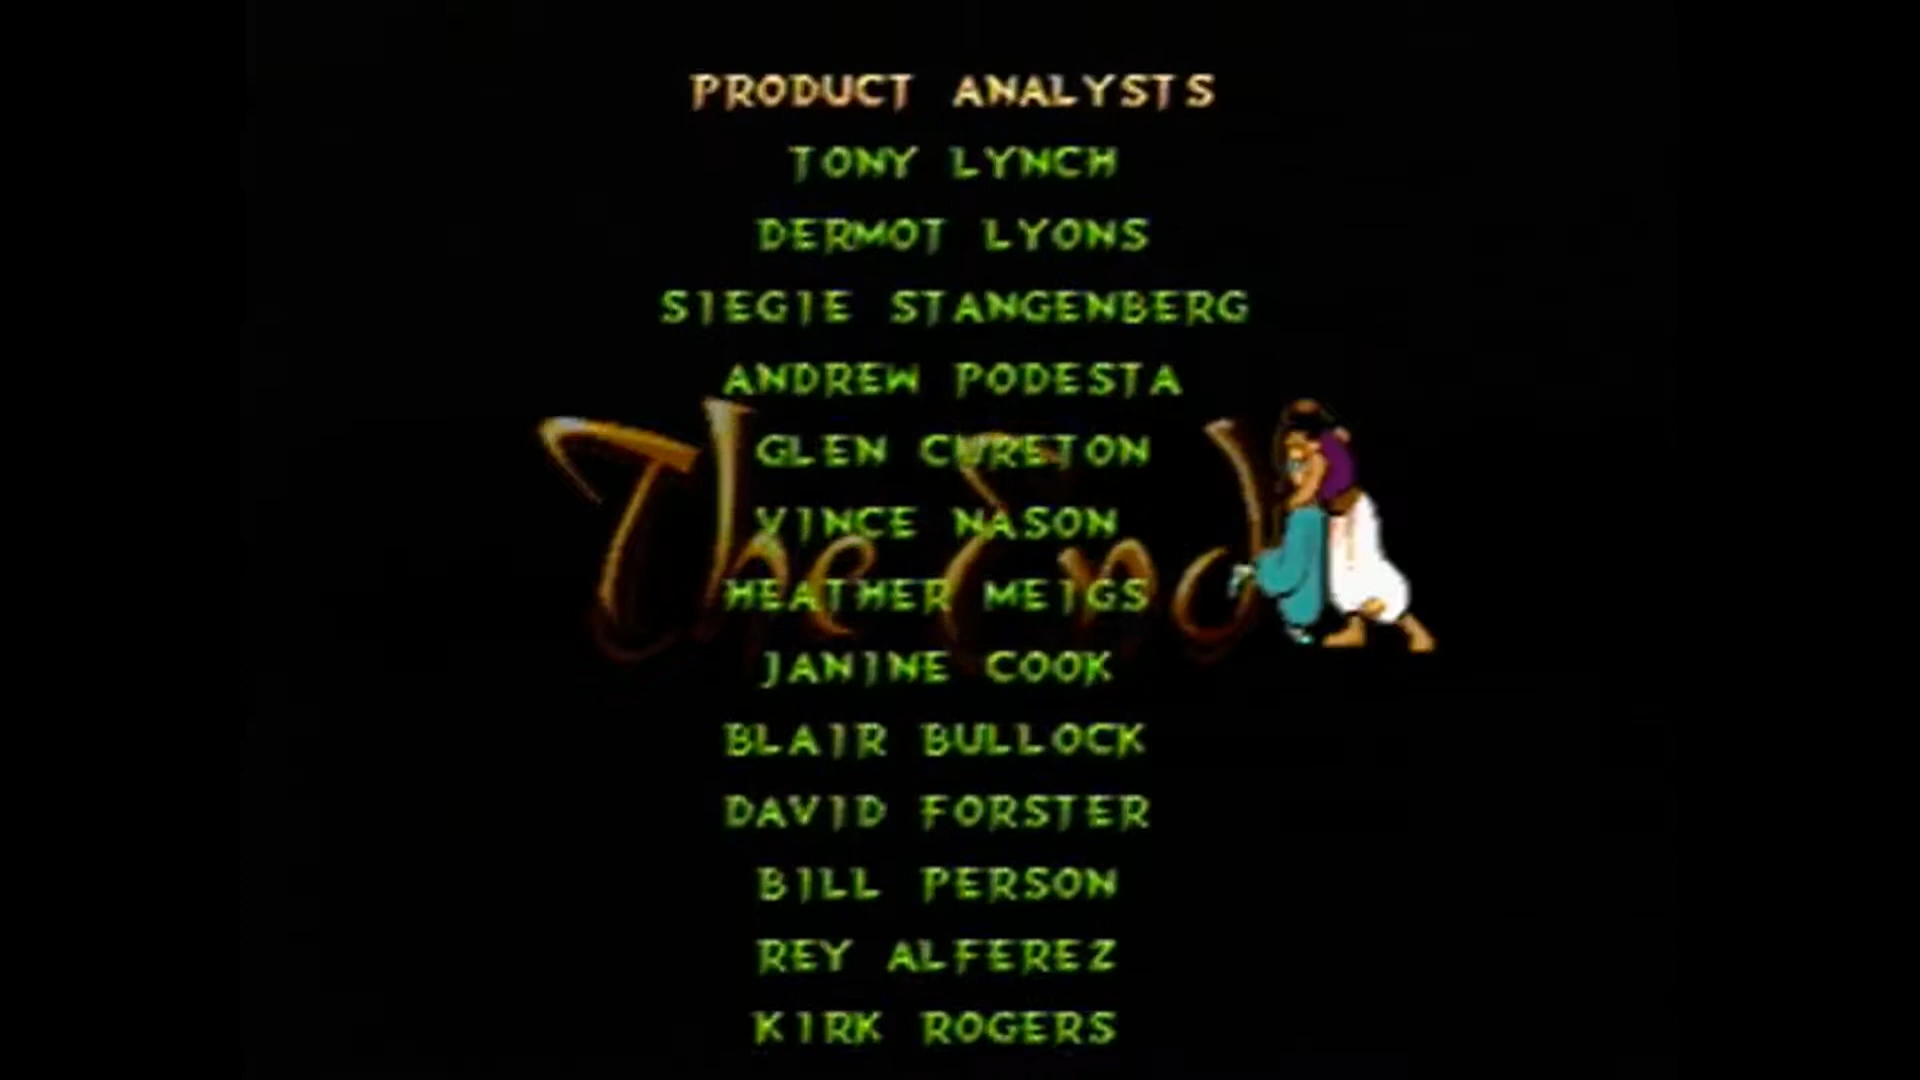 PRODUCT ANALYSTS
TONY LYNCH
DERMOT LYONS
SIEGIE STANGENBERG
ANDREW PODESTA
GLEN CURETON
VINCE NASON
The End
HEATHER MEIGS
JANINE COOK
BLAIR BULLOCK
DAVID FORSTER
BILL PERSON
REY ALFEREZ
KIRK ROGERS